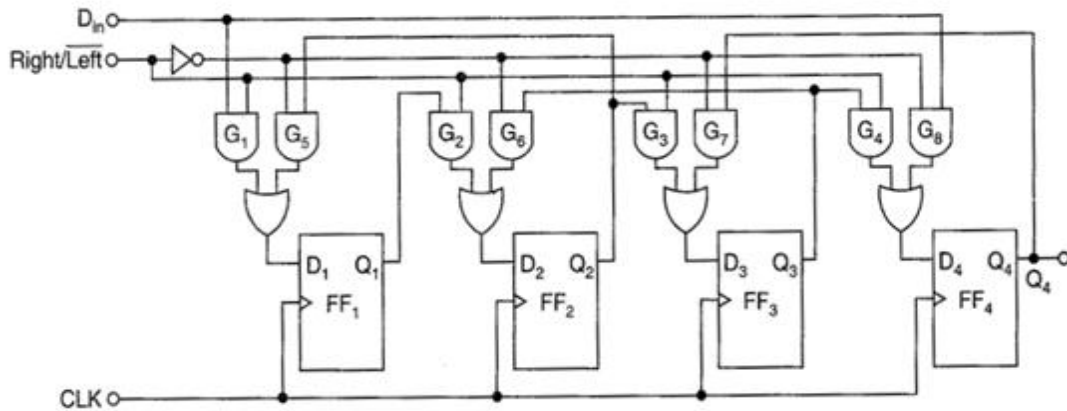 D_in
Right/L̅e̅f̅t̅
G₁ G₅ G₂ G₆ G₃ G₇ G₄ G₈
D₁ Q₁ D₂ Q₂ D₃ Q₃ D₄ Q₄
Q₄
FF₁ FF₂ FF₃ FF₄
CLK